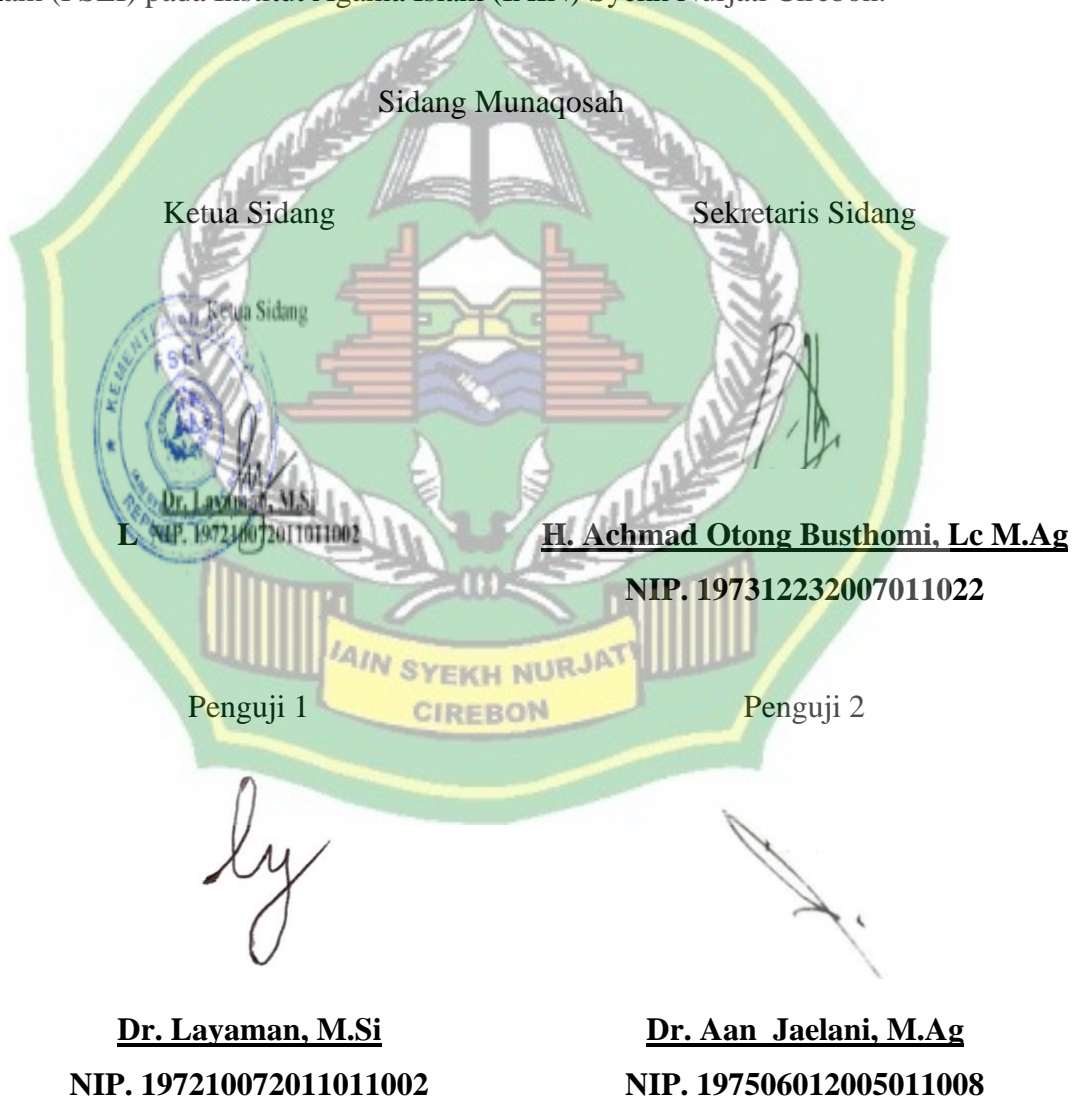 (FSEI) pada Institut Agama Islam (IAIN) Syekh Nurjati Cirebon.
Sidang Munaqosah
Ketua Sidang
Sekretaris Sidang
Ketua Sidang
KEMENTERIAN AGAMA
FSEI
Dr. Layaman, M.Si
NIP. 197210072011011002
L
H. Achmad Otong Busthomi, Lc M.Ag
NIP. 197312232007011022
IAIN SYEKH NURJATI
CIREBON
Penguji 1
Penguji 2
Dr. Layaman, M.Si
NIP. 197210072011011002
Dr. Aan Jaelani, M.Ag
NIP. 197506012005011008